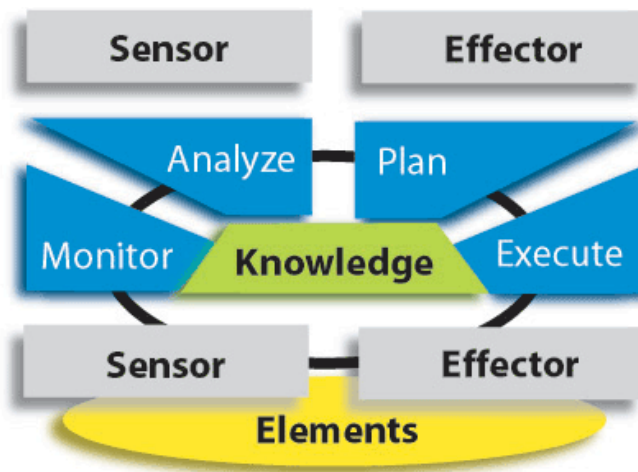 Sensor
Effector
Analyze
Plan
Monitor
Knowledge
Execute
Sensor
Effector
Elements